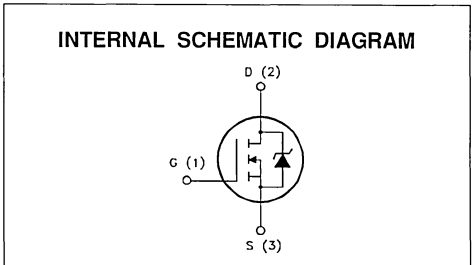 INTERNAL SCHEMATIC DIAGRAM
D (2)
G (1)
S (3)